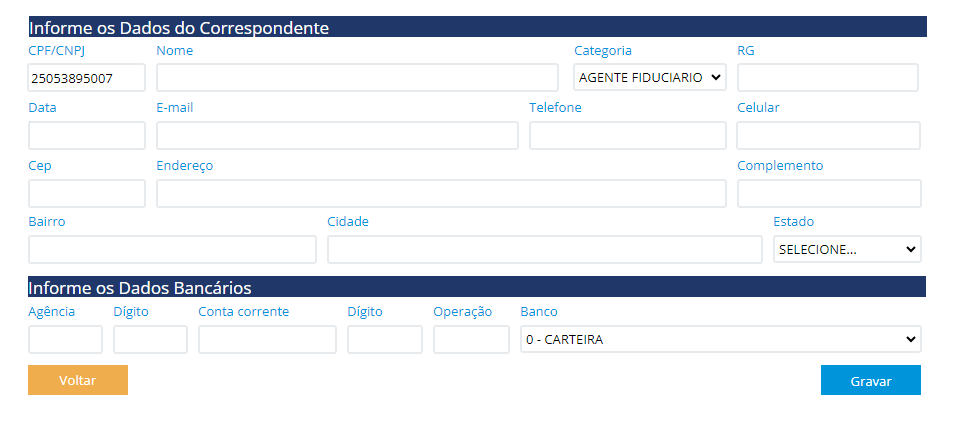 Informe os Dados do Correspondente
CPF/CNPJ Nome Categoria RG
25053895007 AGENTE FIDUCIARIO
Data E-mail Telefone Celular
Cep Endereço Complemento
Bairro Cidade Estado
SELECIONE...
Informe os Dados Bancários
Agência Dígito Conta corrente Dígito Operação Banco
0 - CARTEIRA
Voltar Gravar